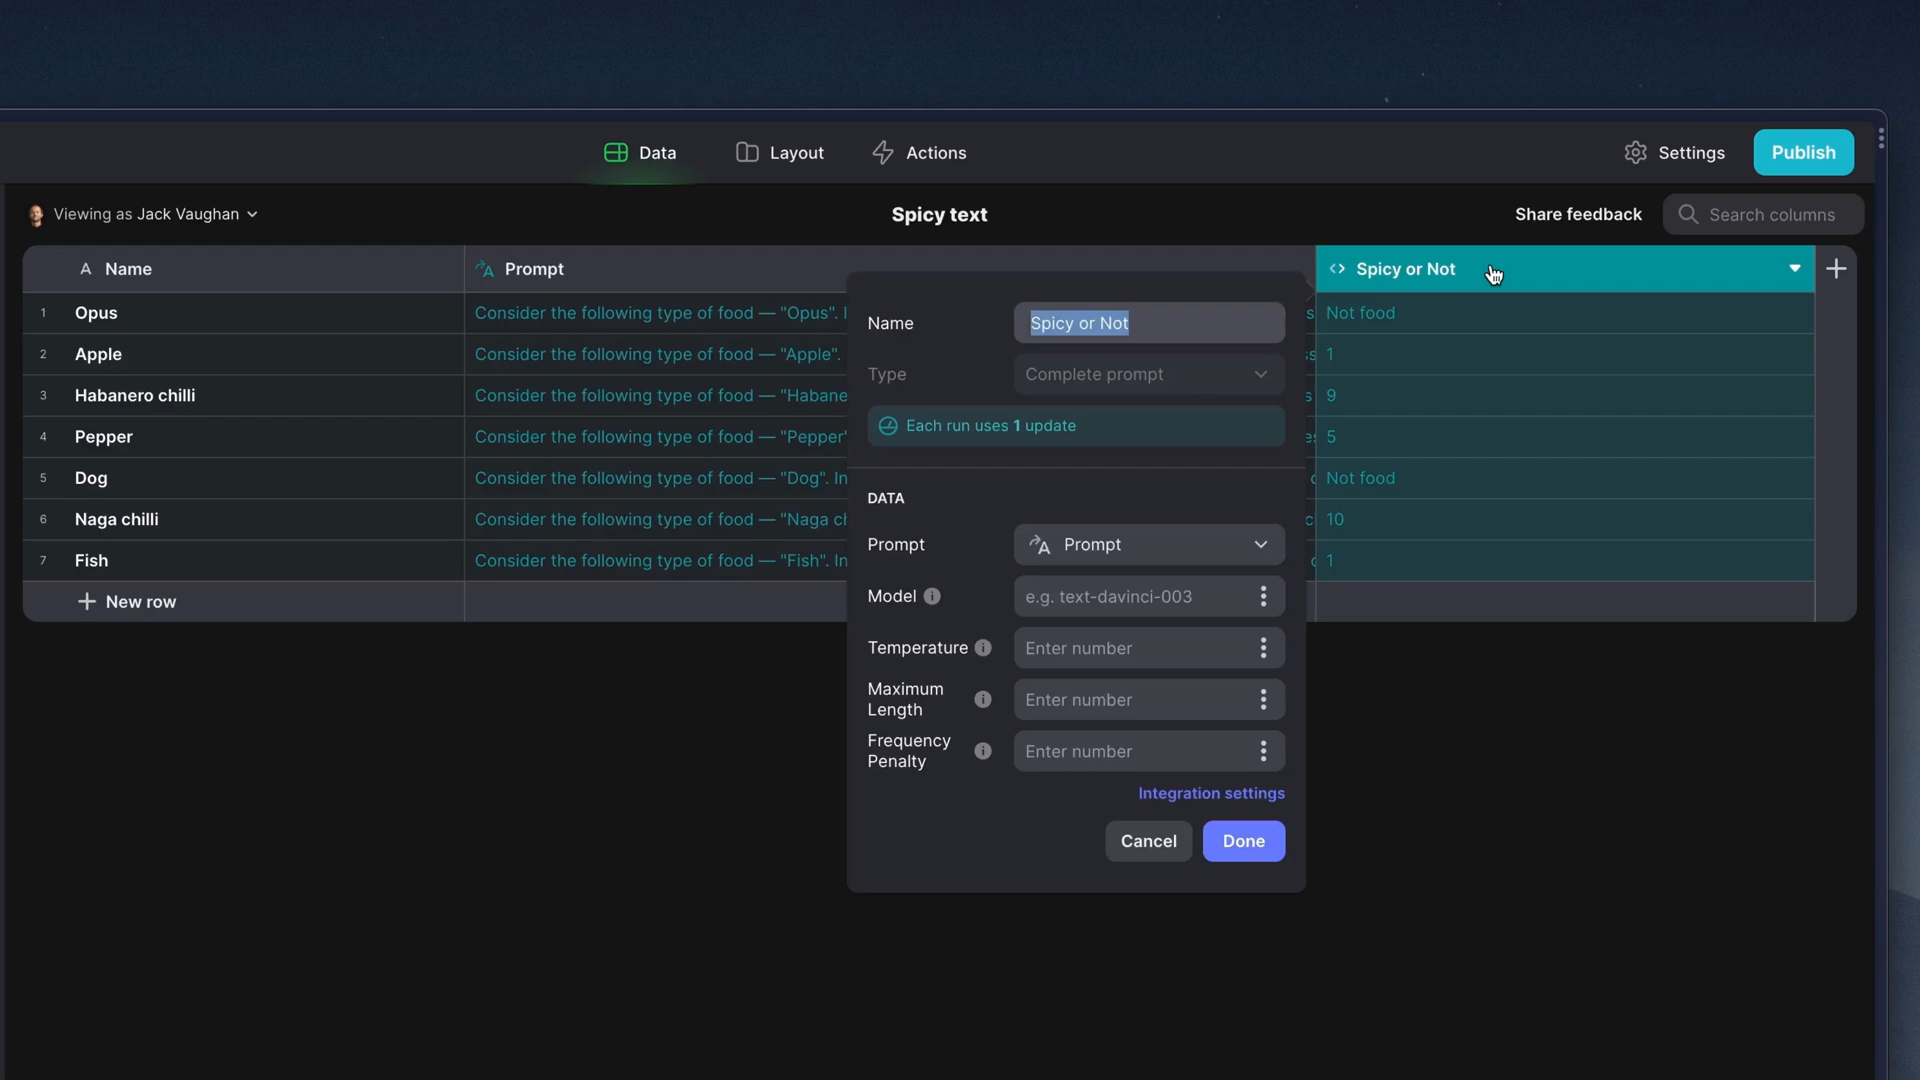 Data
Layout
Actions
Settings
Publish
Viewing as Jack Vaughan
Spicy text
Share feedback
Search columns
Name
Prompt
Spicy or Not
1 Opus Consider the following type of food — "Opus". Not food
2 Apple Consider the following type of food — "Apple". 1
3 Habanero chilli Consider the following type of food — "Habane 9
4 Pepper Consider the following type of food — "Pepper" 5
5 Dog Consider the following type of food — "Dog". In Not food
6 Naga chilli Consider the following type of food — "Naga ch 10
7 Fish Consider the following type of food — "Fish". In 1
New row
Name Spicy or Not
Type Complete prompt
Each run uses 1 update
DATA
Prompt Prompt
Model e.g. text-davinci-003
Temperature Enter number
Maximum
Length Enter number
Frequency
Penalty Enter number
Integration settings
Cancel Done